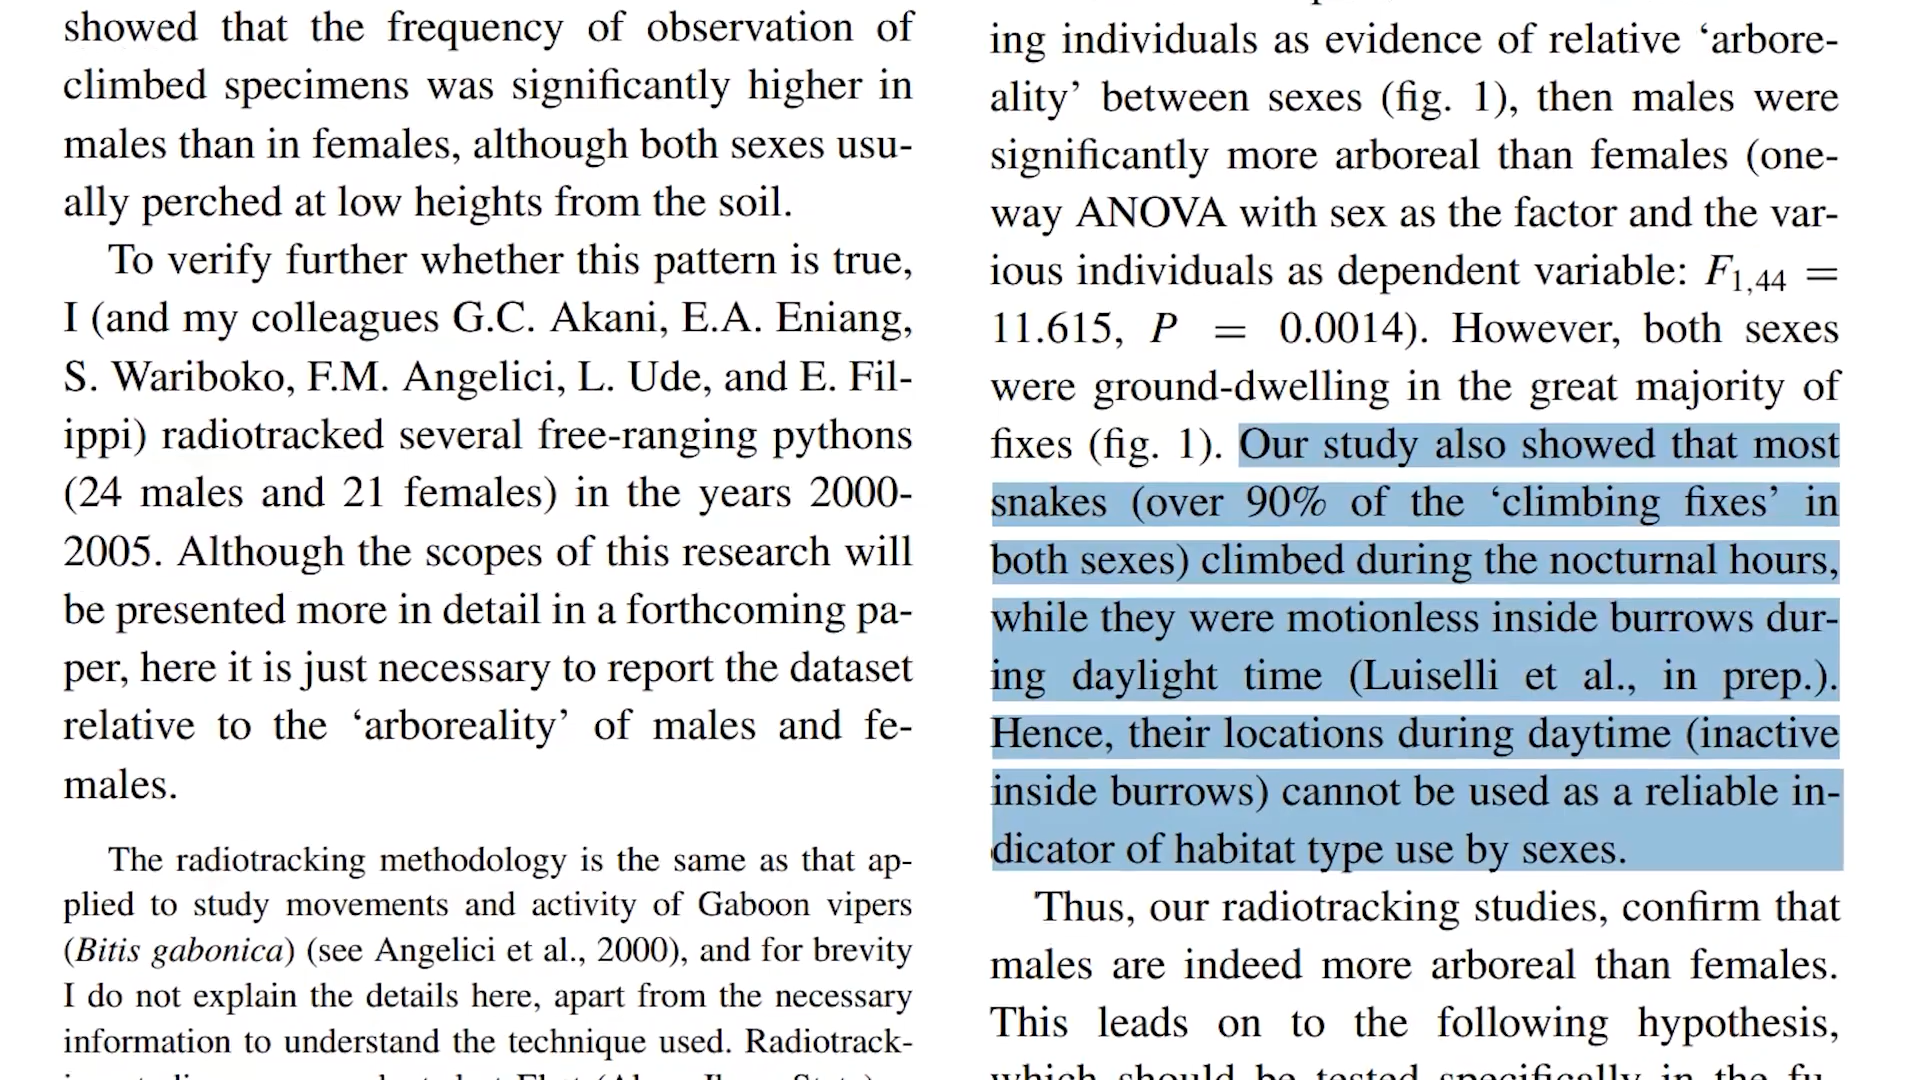 showed that the frequency of observation of
climbed specimens was significantly higher in
males than in females, although both sexes usu-
ally perched at low heights from the soil.
To verify further whether this pattern is true,
I (and my colleagues G.C. Akani, E.A. Eniang,
S. Wariboko, F.M. Angelici, L. Ude, and E. Fil-
ippi) radiotracked several free-ranging pythons
(24 males and 21 females) in the years 2000-
2005. Although the scopes of this research will
be presented more in detail in a forthcoming pa-
per, here it is just necessary to report the dataset
relative to the ‘arboreality’ of males and fe-
males.
The radiotracking methodology is the same as that ap-
plied to study movements and activity of Gaboon vipers
(Bitis gabonica) (see Angelici et al., 2000), and for brevity
I do not explain the details here, apart from the necessary
information to understand the technique used. Radiotrack-
ing individuals as evidence of relative ‘arbore-
ality’ between sexes (fig. 1), then males were
significantly more arboreal than females (one-
way ANOVA with sex as the factor and the var-
ious individuals as dependent variable: F1,44 =
11.615, P = 0.0014). However, both sexes
were ground-dwelling in the great majority of
fixes (fig. 1). Our study also showed that most
snakes (over 90% of the ‘climbing fixes’ in
both sexes) climbed during the nocturnal hours,
while they were motionless inside burrows dur-
ing daylight time (Luiselli et al., in prep.).
Hence, their locations during daytime (inactive
inside burrows) cannot be used as a reliable in-
dicator of habitat type use by sexes.
Thus, our radiotracking studies, confirm that
males are indeed more arboreal than females.
This leads on to the following hypothesis,
which should be tested specifically in the fu-